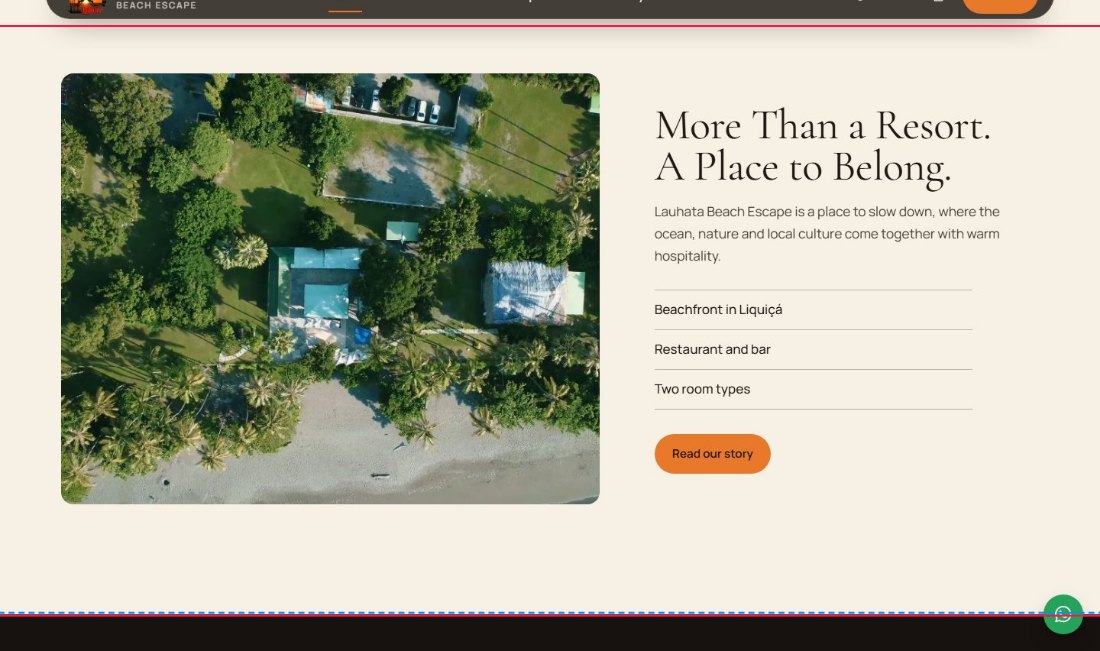 BEACH ESCAPE
More Than a Resort.
A Place to Belong.
Lauhata Beach Escape is a place to slow down, where the
ocean, nature and local culture come together with warm
hospitality.
Beachfront in Liquiçá
Restaurant and bar
Two room types
Read our story